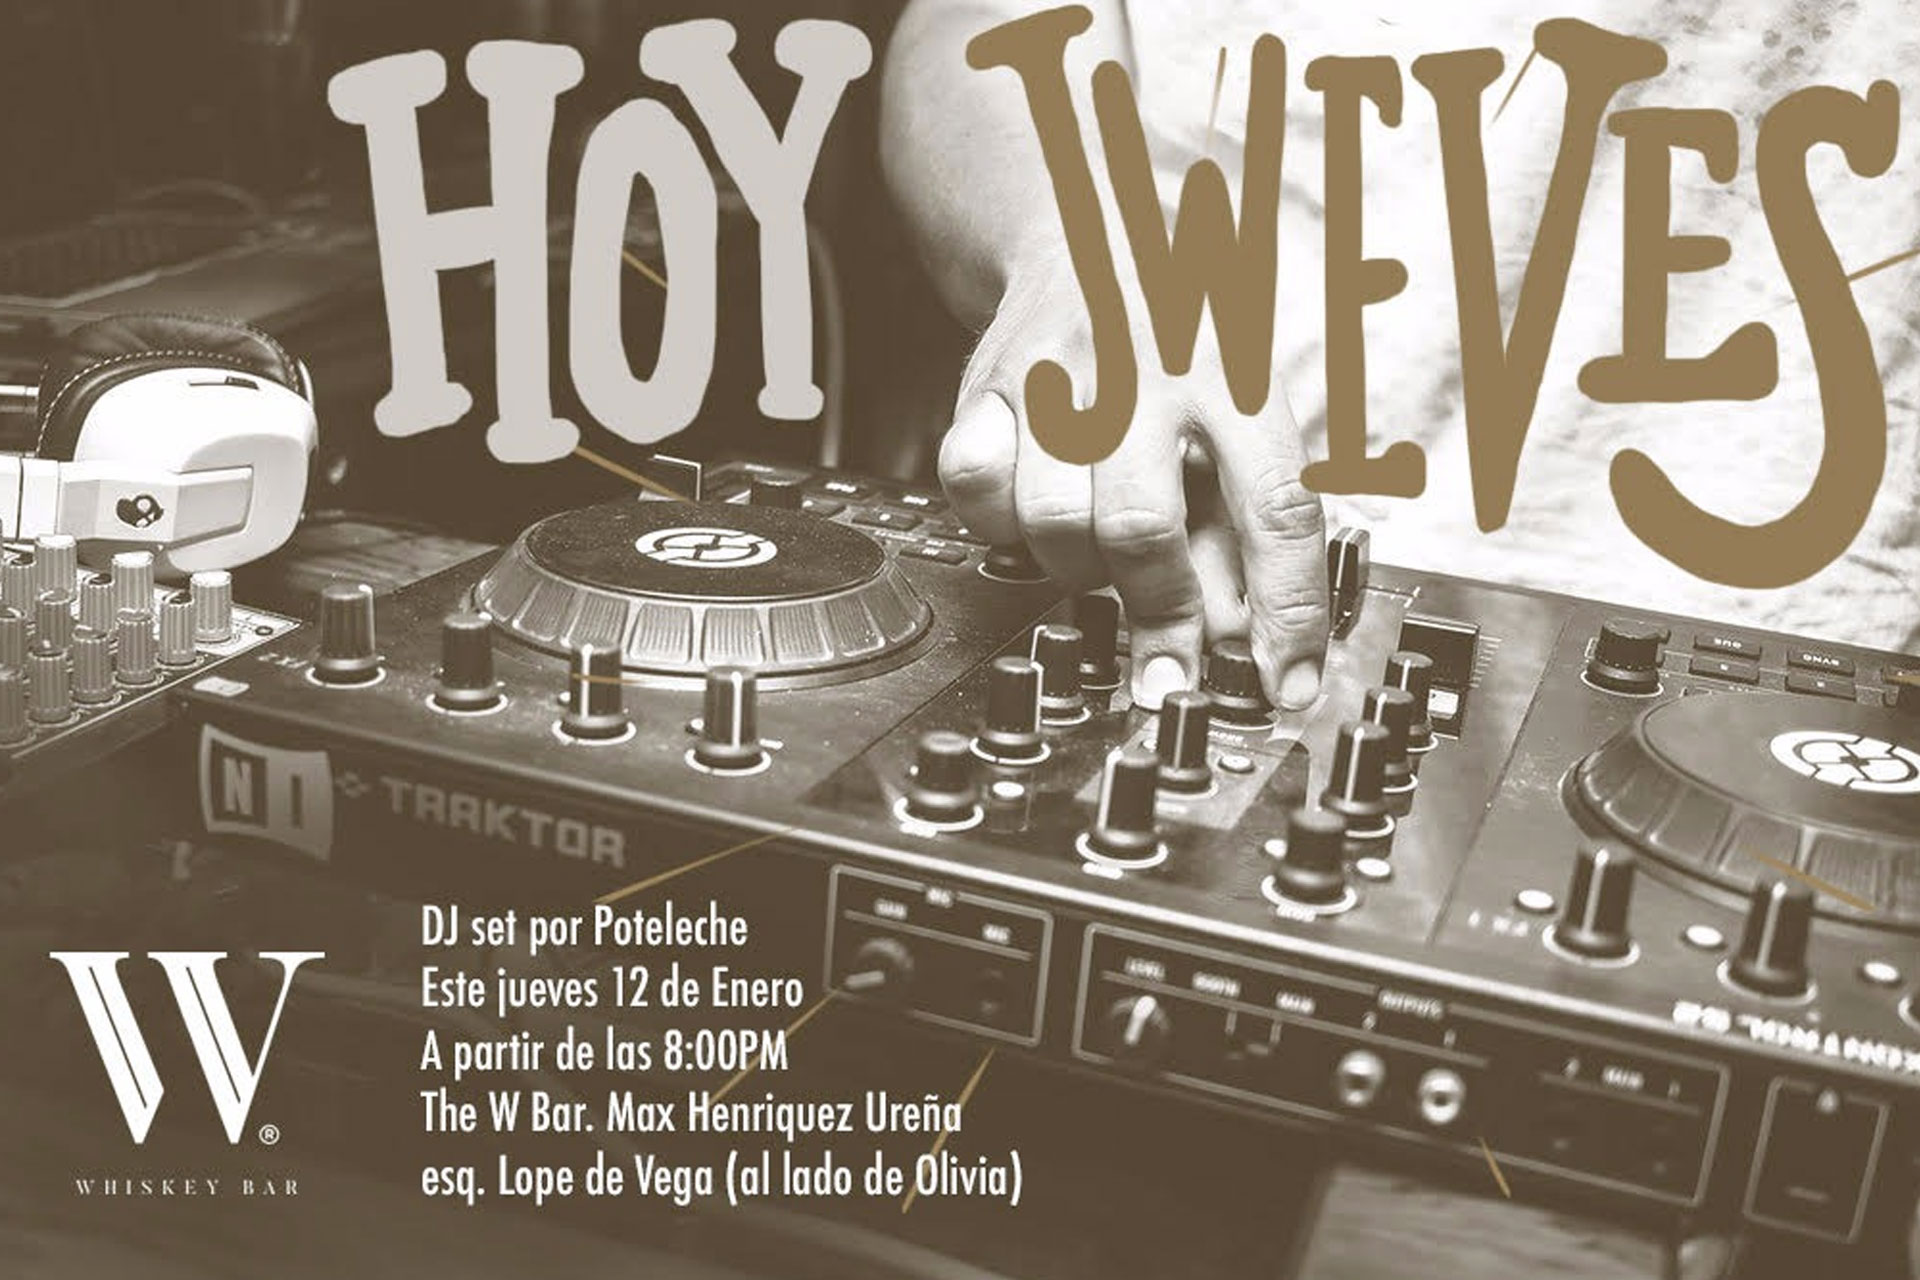 HOY JWEVES
NI TRAKTOR
DJ set por Poteleche
Este jueves 12 de Enero
A partir de las 8:00PM
The W Bar. Max Henriquez Ureña
esq. Lope de Vega (al lado de Olivia)
W®
WHISKEY BAR